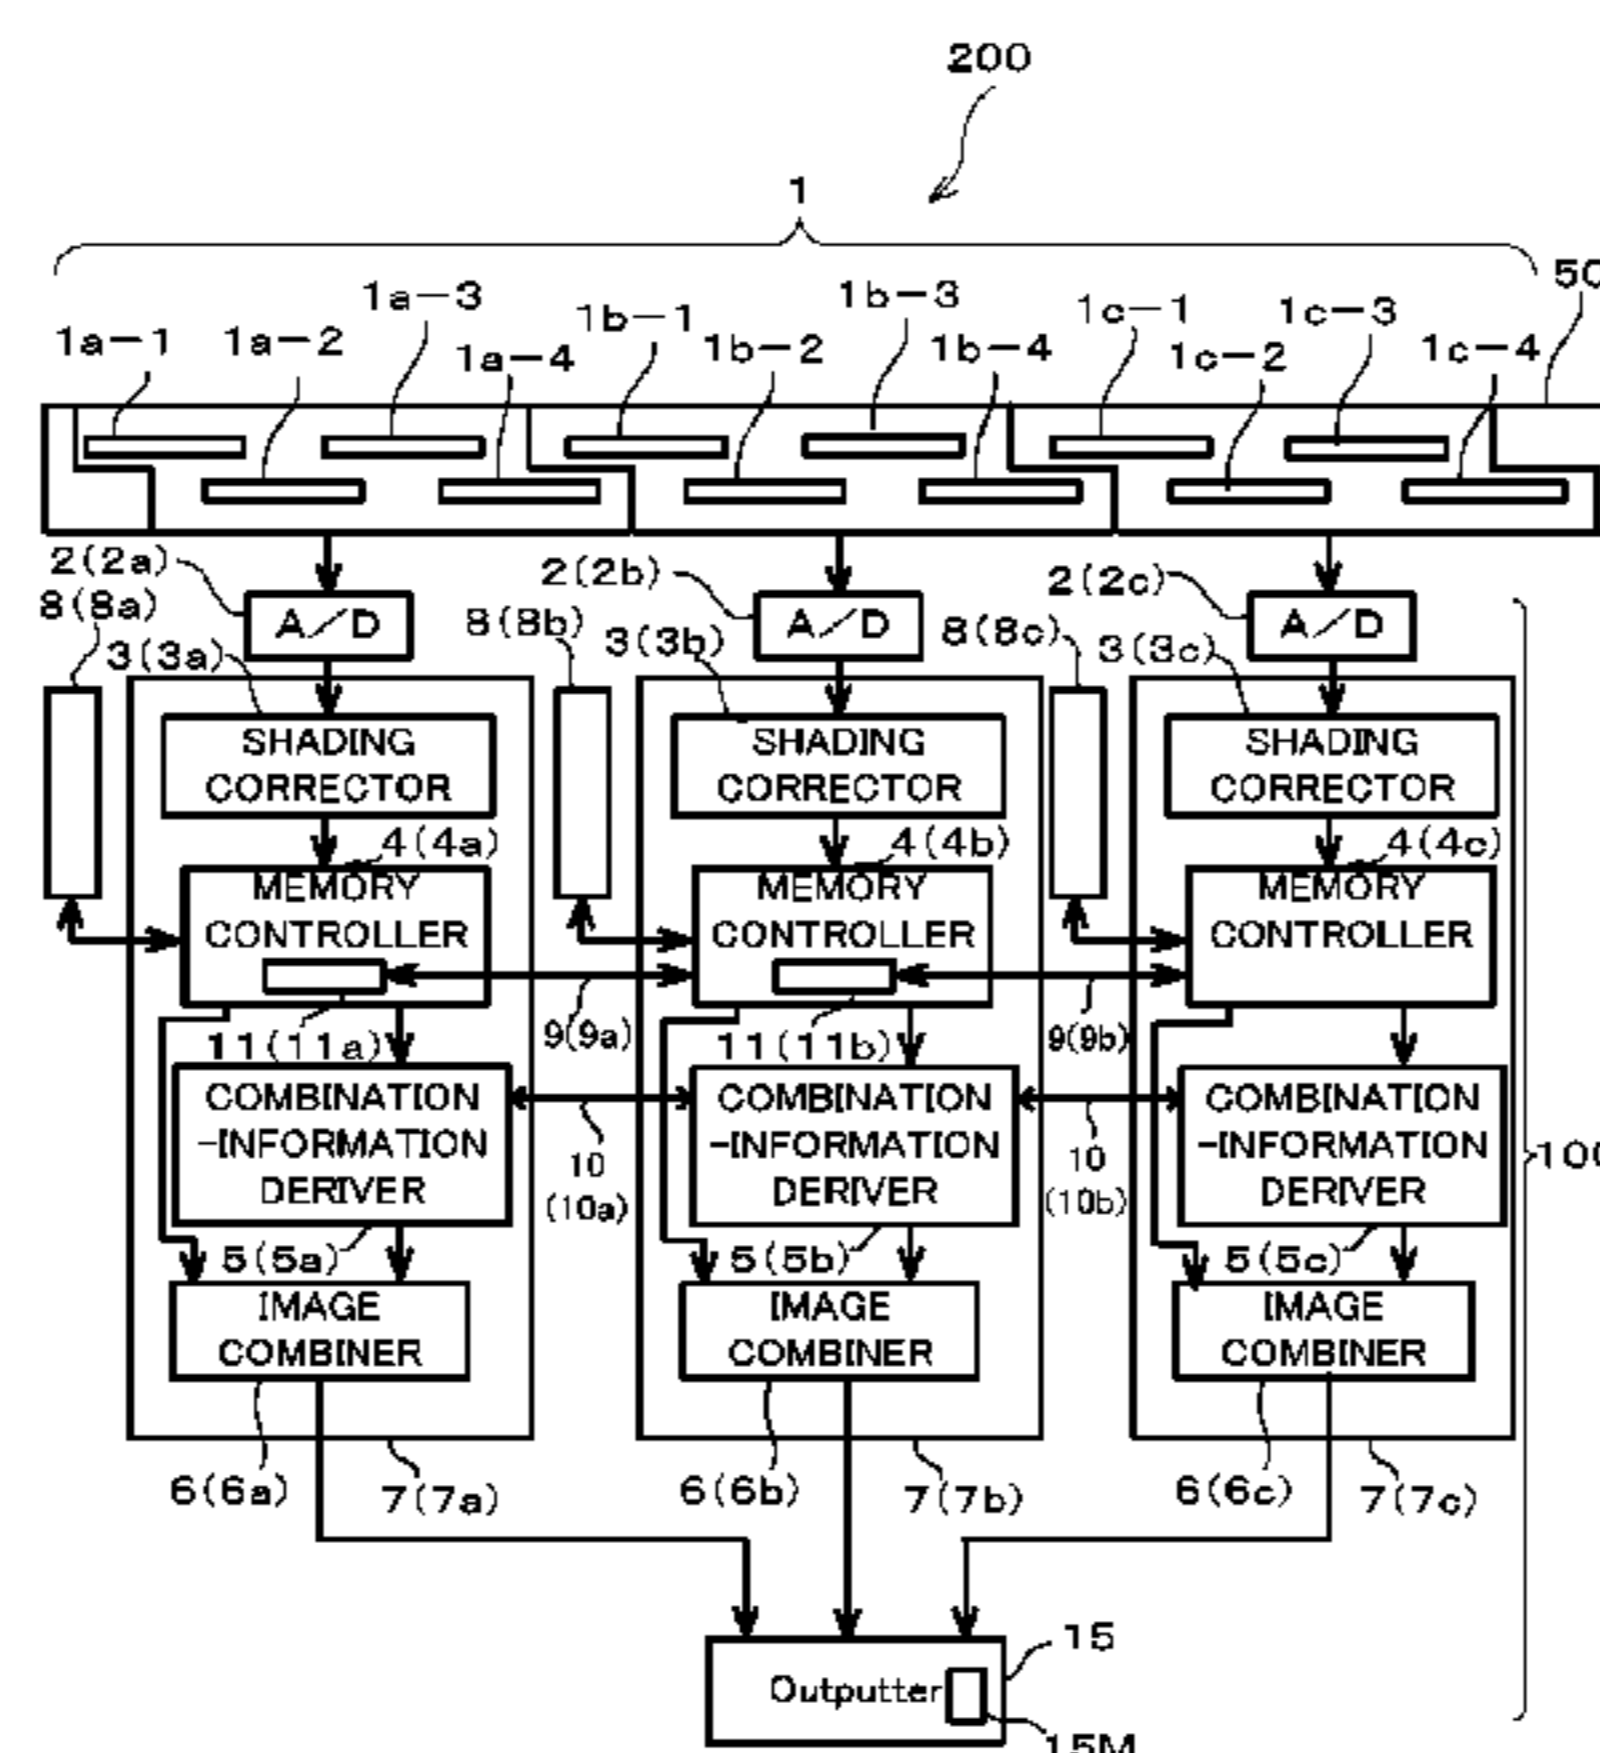 200
1
50
1a-1
1a-2
1a-3
1a-4
1b-1
1b-2
1b-3
1b-4
1c-1
1c-2
1c-3
1c-4
2(2a)
8(8a)
3(3a)
A/D
2(2b)
8(8b)
3(3b)
A/D
2(2c)
8(8c)
3(3c)
A/D
SHADING
CORRECTOR
SHADING
CORRECTOR
SHADING
CORRECTOR
4(4a)
MEMORY
CONTROLLER
4(4b)
MEMORY
CONTROLLER
4(4c)
MEMORY
CONTROLLER
11(11a)
9(9a)
11(11b)
9(9b)
COMBINATION
-INFORMATION
DERIVER
10
(10a)
COMBINATION
-INFORMATION
DERIVER
10
(10b)
COMBINATION
-INFORMATION
DERIVER
100
5(5a)
5(5b)
5(5c)
IMAGE
COMBINER
IMAGE
COMBINER
IMAGE
COMBINER
6(6a)
7(7a)
6(6b)
7(7b)
6(6c)
7(7c)
15
Outputter
15M